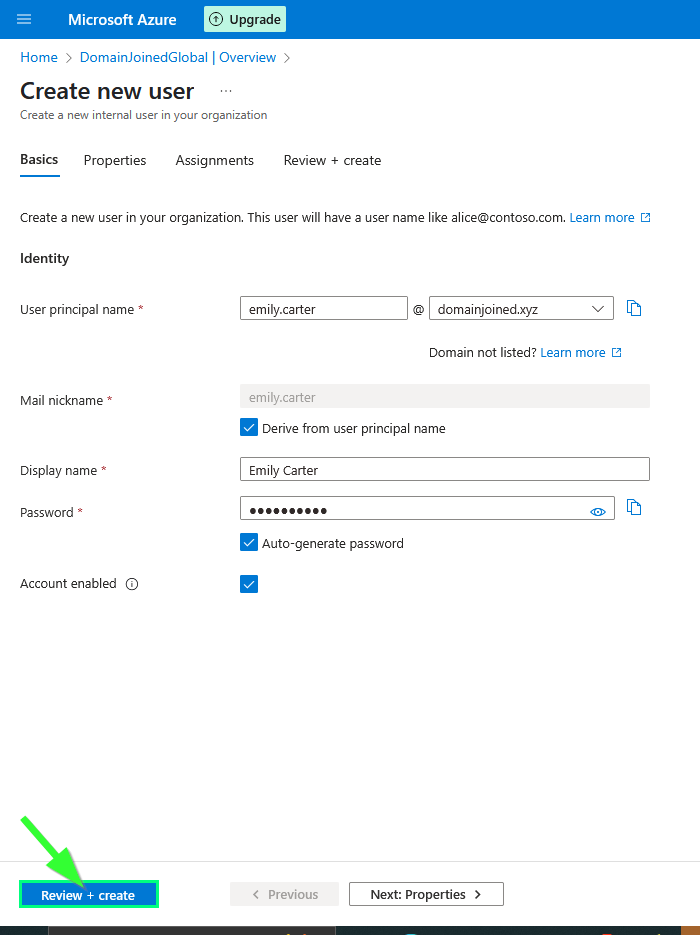 Microsoft Azure Upgrade
Home > DomainJoinedGlobal | Overview >
Create new user ...
Create a new internal user in your organization
Basics Properties Assignments Review + create
Create a new user in your organization. This user will have a user name like alice@contoso.com. Learn more
Identity
User principal name * emily.carter @ domainjoined.xyz
Domain not listed? Learn more
Mail nickname * emily.carter
Derive from user principal name
Display name * Emily Carter
Password * ●●●●●●●●●●
Auto-generate password
Account enabled
Review + create < Previous Next: Properties >